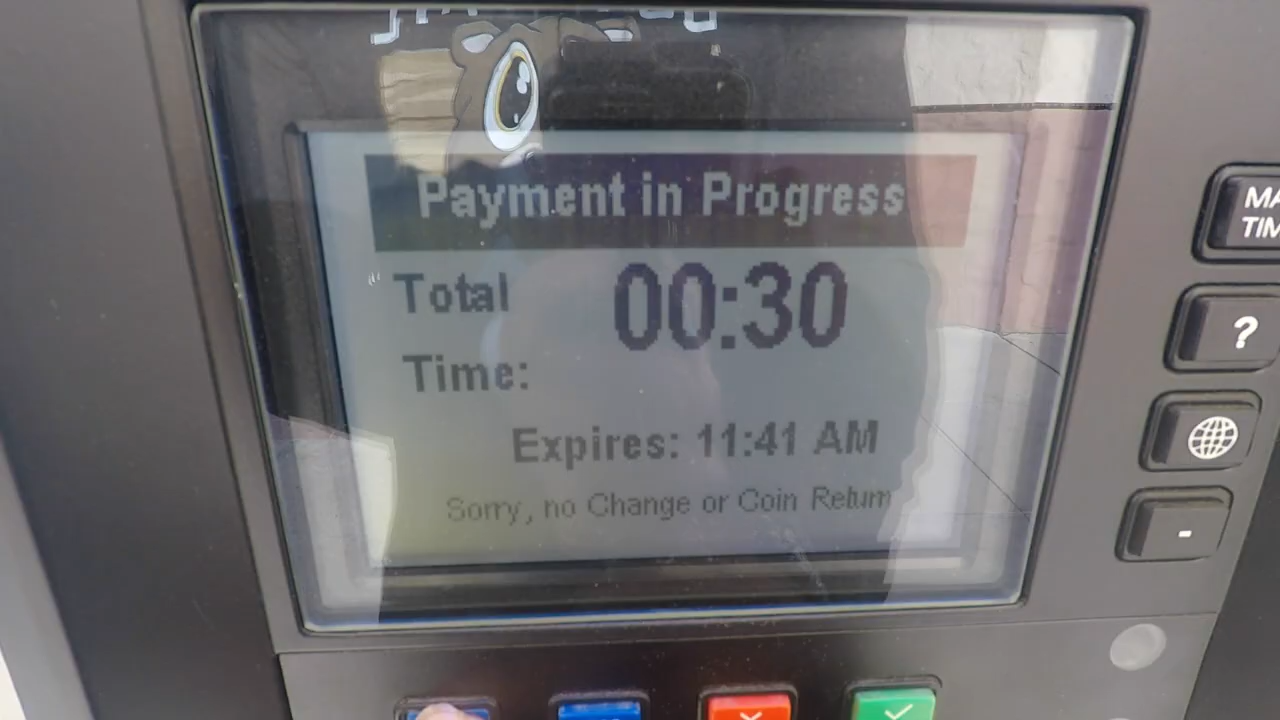 Payment in Progress
Total 00:30
Time:
Expires: 11:41 AM
Sorry, no Change or Coin Return
?
-